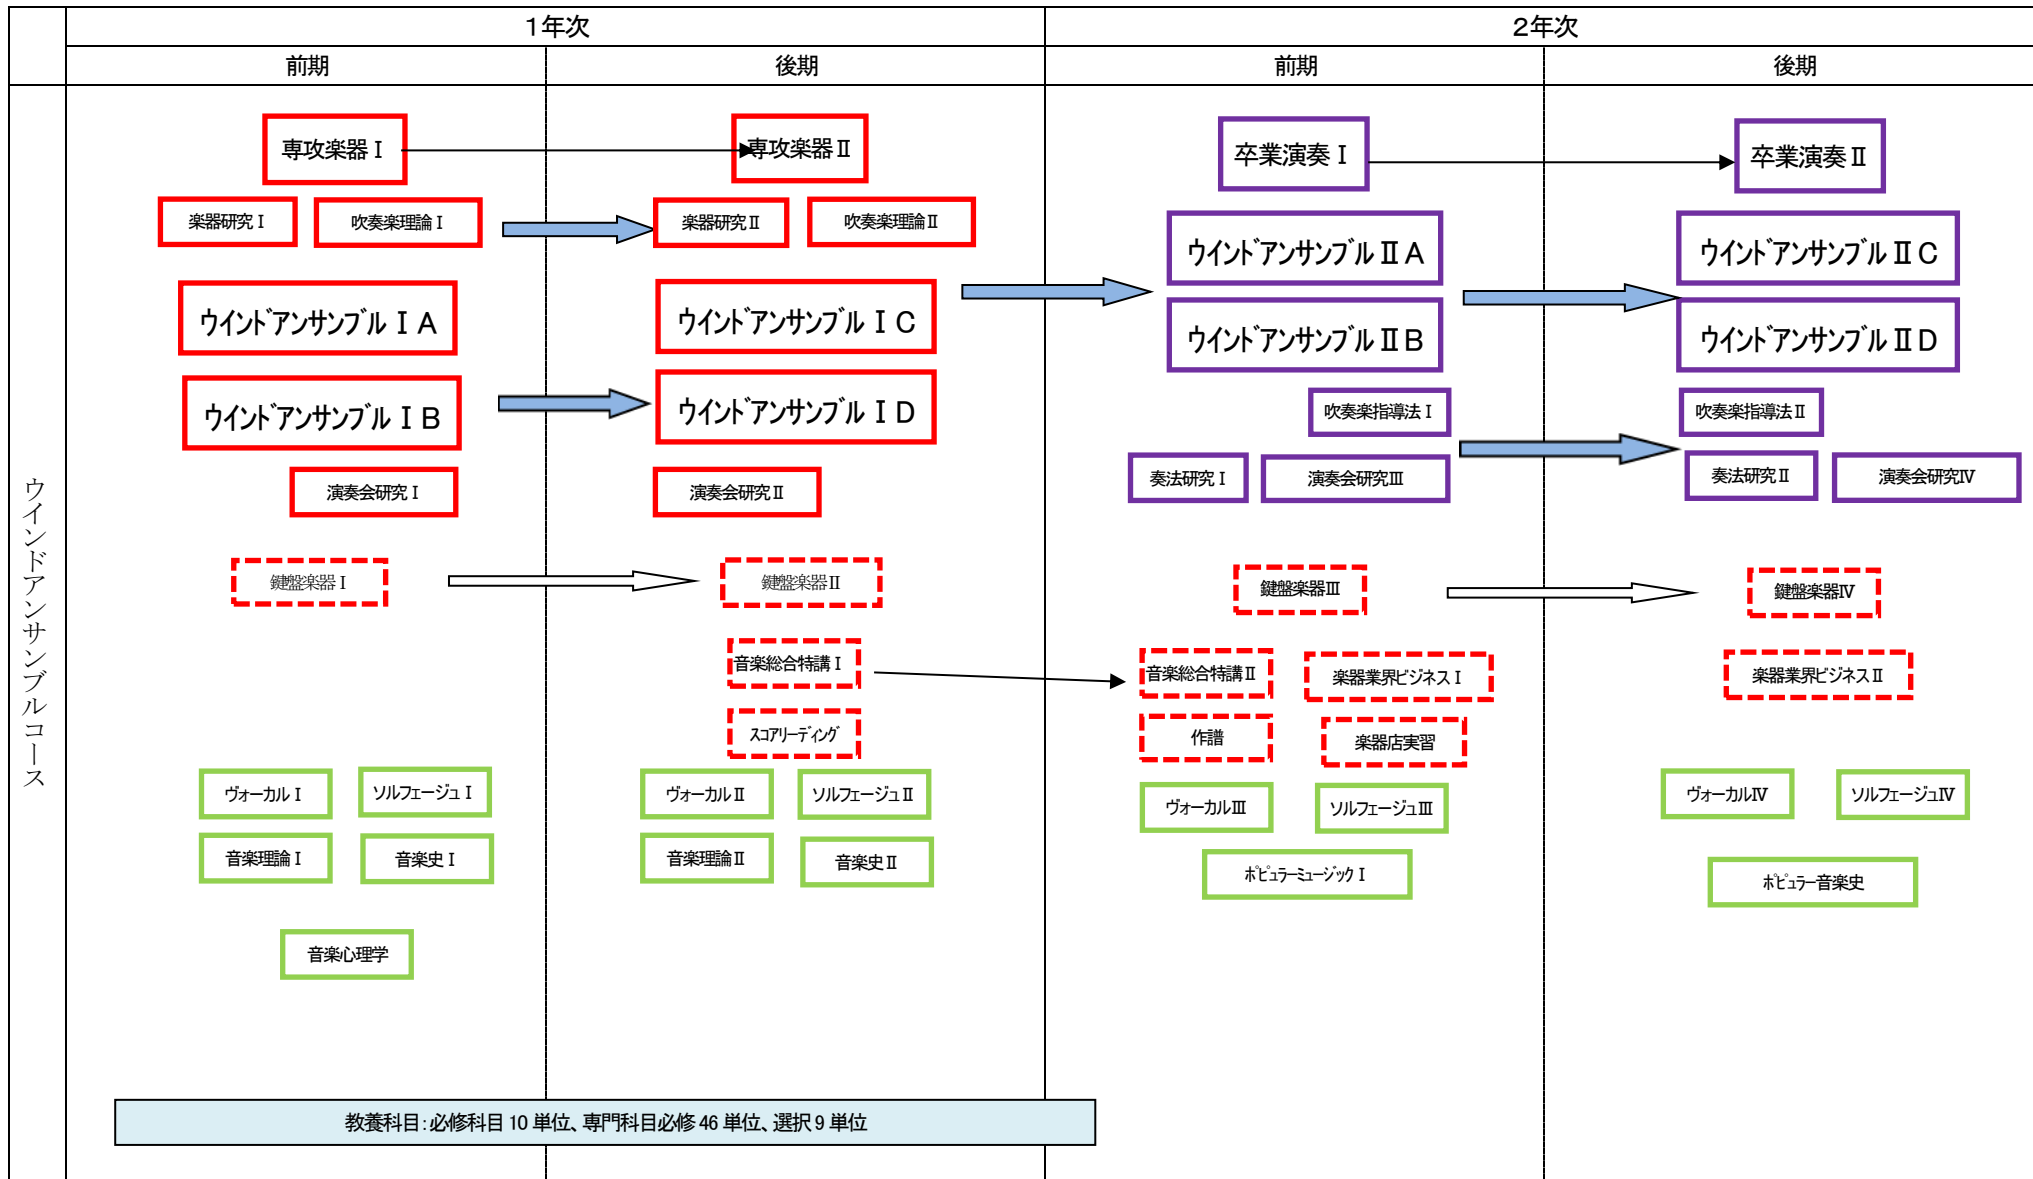 1年次
2年次
前期
後期
前期
後期
ウインドアンサンブルコース
専攻楽器Ⅰ
専攻楽器Ⅱ
卒業演奏Ⅰ
卒業演奏Ⅱ
楽器研究Ⅰ
吹奏楽理論Ⅰ
楽器研究Ⅱ
吹奏楽理論Ⅱ
ウインドアンサンブルⅡA
ウインドアンサンブルⅡC
ウインドアンサンブルⅠA
ウインドアンサンブルⅠC
ウインドアンサンブルⅡB
ウインドアンサンブルⅡD
ウインドアンサンブルⅠB
ウインドアンサンブルⅠD
吹奏楽指導法Ⅰ
吹奏楽指導法Ⅱ
演奏会研究Ⅰ
演奏会研究Ⅱ
奏法研究Ⅰ
演奏会研究Ⅲ
奏法研究Ⅱ
演奏会研究Ⅳ
鍵盤楽器Ⅰ
鍵盤楽器Ⅱ
鍵盤楽器Ⅲ
鍵盤楽器Ⅳ
音楽総合特講Ⅰ
音楽総合特講Ⅱ
楽器業界ビジネスⅠ
楽器業界ビジネスⅡ
スコアリーディング
作譜
楽器店実習
ヴォーカルⅠ
ソルフェージュⅠ
ヴォーカルⅡ
ソルフェージュⅡ
ヴォーカルⅢ
ソルフェージュⅢ
ヴォーカルⅣ
ソルフェージュⅣ
音楽理論Ⅰ
音楽史Ⅰ
音楽理論Ⅱ
音楽史Ⅱ
ポピュラーミュージックⅠ
ポピュラー音楽史
音楽心理学
教養科目:必修科目10単位、専門科目必修46単位、選択9単位